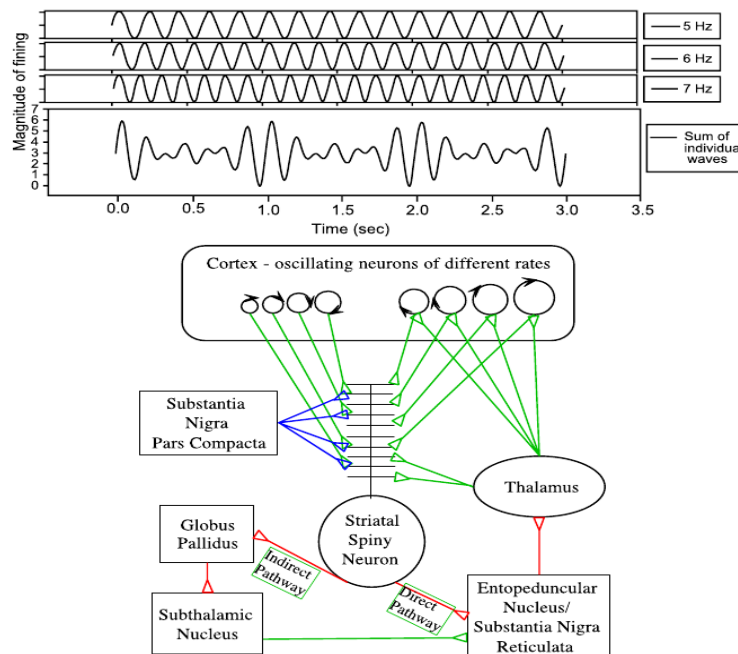 Magnitude of fining
5 Hz
6 Hz
7 Hz
7
6
5
4
3
2
1
0
Sum of
individual
waves
0.0 0.5 1.0 1.5 2.0 2.5 3.0 3.5
Time (sec)
Cortex - oscillating neurons of different rates
Substantia
Nigra
Pars Compacta
Thalamus
Striatal
Spiny
Neuron
Globus
Pallidus
Indirect
Pathway
Direct
Pathway
Subthalamic
Nucleus
Entopeduncular
Nucleus/
Substantia Nigra
Reticulata